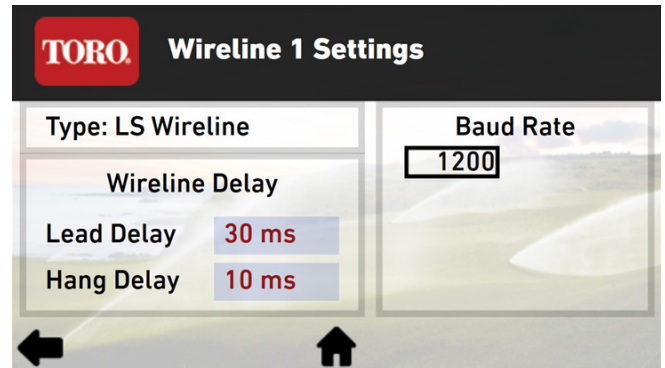 TORO.
Wireline 1 Settings
Type: LS Wireline
Wireline Delay
Lead Delay 30 ms
Hang Delay 10 ms
Baud Rate
1200